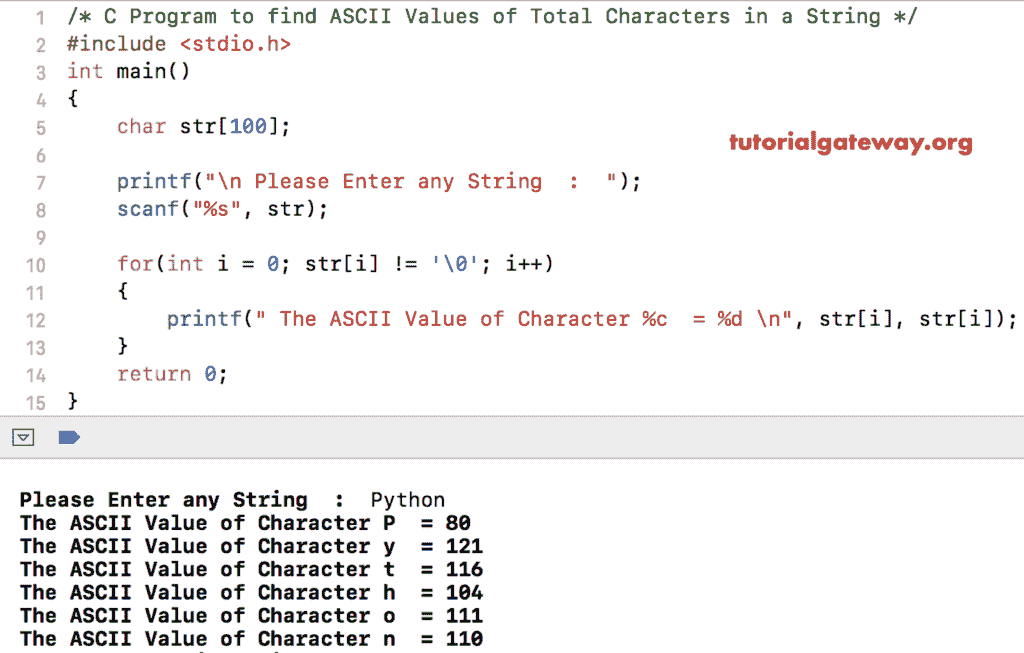 1 /* C Program to find ASCII Values of Total Characters in a String */
2 #include <stdio.h>
3 int main()
4 {
5     char str[100];
tutorialgateway.org
6
7     printf("\n Please Enter any String  :  ");
8     scanf("%s", str);
9
10     for(int i = 0; str[i] != '\0'; i++)
11     {
12         printf(" The ASCII Value of Character %c  = %d \n", str[i], str[i]);
13     }
14     return 0;
15 }
Please Enter any String  :  Python
The ASCII Value of Character P  = 80
The ASCII Value of Character y  = 121
The ASCII Value of Character t  = 116
The ASCII Value of Character h  = 104
The ASCII Value of Character o  = 111
The ASCII Value of Character n  = 110